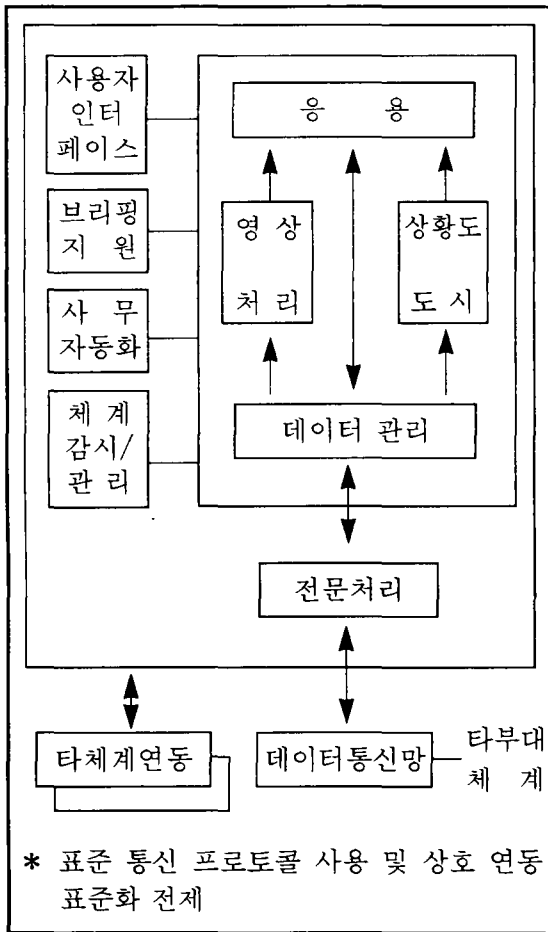 사용자
인터
페이스
브리핑
지 원
사 무
자동화
체 계
감시/
관 리
응 용
영 상
처 리
상황도
도 시
데이터 관리
전문처리
타체계연동
데이터통신망
타부대
체 계
* 표준 통신 프로토콜 사용 및 상호 연동
표준화 전제